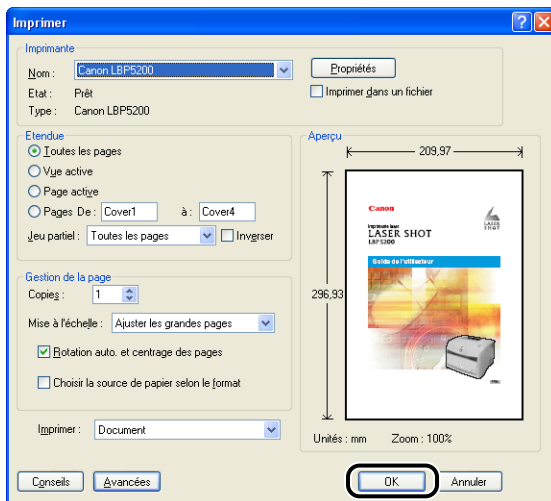 Imprimer
Imprimante
Nom :
Canon LBP5200
Propriétés
Etat :
Prêt
Imprimer dans un fichier
Type :
Canon LBP5200
Etendue
Toutes les pages
Vue active
Page active
Pages De : Cover1 à : Cover4
Jeu partiel : Toutes les pages Inverser
Gestion de la page
Copies : 1
Mise à l'échelle : Ajuster les grandes pages
Rotation auto. et centrage des pages
Choisir la source de papier selon le format
Imprimer : Document
Aperçu
209,97
296,93
Canon
Imprimante laser
LASER SHOT
LBP5200
LASER
SHOT
Guide de l'utilisateur
Unités : mm Zoom : 100%
Conseils
Avancées
OK
Annuler